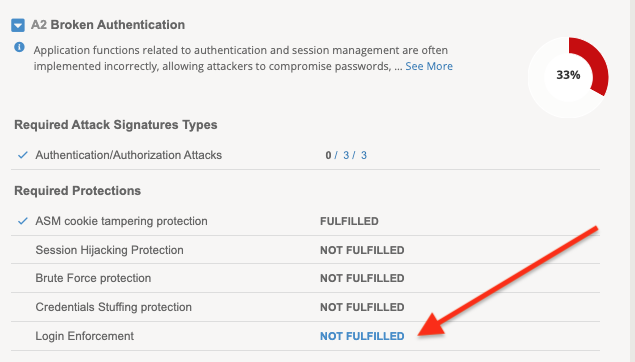 A2 Broken Authentication
Application functions related to authentication and session management are often
implemented incorrectly, allowing attackers to compromise passwords, ... See More
33%
Required Attack Signatures Types
Authentication/Authorization Attacks 0 / 3 / 3
Required Protections
ASM cookie tampering protection FULFILLED
Session Hijacking Protection NOT FULFILLED
Brute Force protection NOT FULFILLED
Credentials Stuffing protection NOT FULFILLED
Login Enforcement NOT FULFILLED